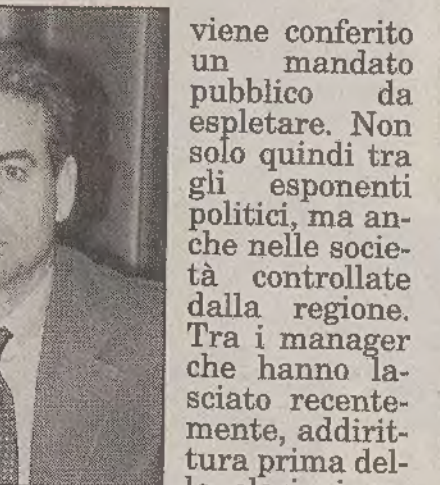 viene conferito
un mandato
pubblico da
espletare. Non
solo quindi tra
gli esponenti
politici, ma an-
che nelle socie-
tà controllate
dalla regione.
Tra i manager
che hanno la-
sciato recente-
mente, addirit-
tura prima del-